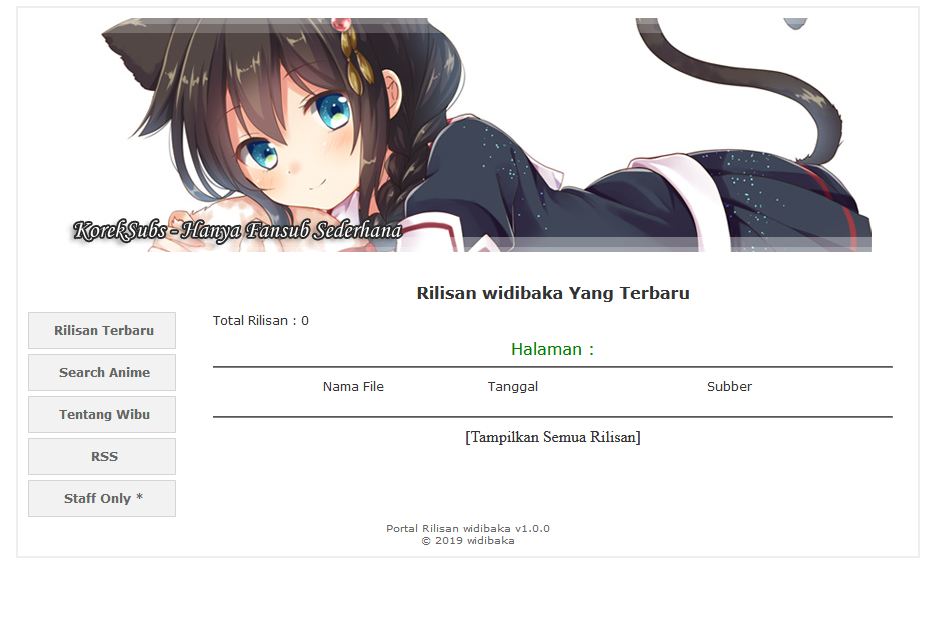 KorekSubs - Hanya Fansub Sederhana
Rilisan widibaka Yang Terbaru
Rilisan Terbaru
Search Anime
Tentang Wibu
RSS
Staff Only *
Total Rilisan : 0
Halaman :
Nama File Tanggal Subber
[Tampilkan Semua Rilisan]
Portal Rilisan widibaka v1.0.0
© 2019 widibaka